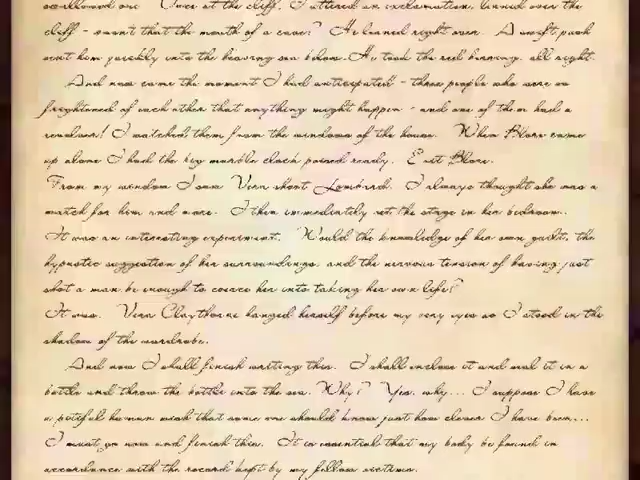 overlooked one. Once at the cliff, I uttered an exclamation, leaned over the
cliff - wasn't that the mouth of a cave? He leaned right over. A swift push
sent him quickly into the heaving sea below. He took the red herring, all right.
And now came the moment I had anticipated - three people who were so
frightened of each other that anything might happen - and one of them had a
revolver! I watched them from the windows of the house. When Blore came
up alone I had the big marble clock poised ready. Exit Blore.
From my window I saw Vera shoot Lombard. I always thought she was a
match for him and more. I then immediately set the stage in her bedroom.
It was an interesting experiment. Would the knowledge of her own guilt, the
hypnotic suggestion of her surroundings, and the nervous tension of having just
shot a man be enough to coerce her into taking her own life?
It was. Vera Claythorne hanged herself before my very eyes as I stood in the
shadow of the wardrobe.
And now I shall finish writing this. I shall enclose it and seal it in a
bottle and throw the bottle into the sea. Why? Yes, why... I suppose I have
a pitiful human wish that some one should know just how clever I have been...
I must go now and finish this. It is essential that my body be found in
accordance with the record kept by my fellow victims.